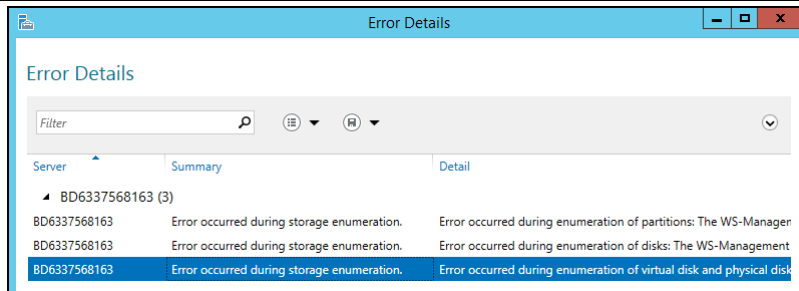 Error Details
Error Details
Filter
Server Summary Detail
BD6337568163 (3)
BD6337568163 Error occurred during storage enumeration. Error occurred during enumeration of partitions: The WS-Managem
BD6337568163 Error occurred during storage enumeration. Error occurred during enumeration of disks: The WS-Management
BD6337568163 Error occurred during storage enumeration. Error occurred during enumeration of virtual disk and physical disk